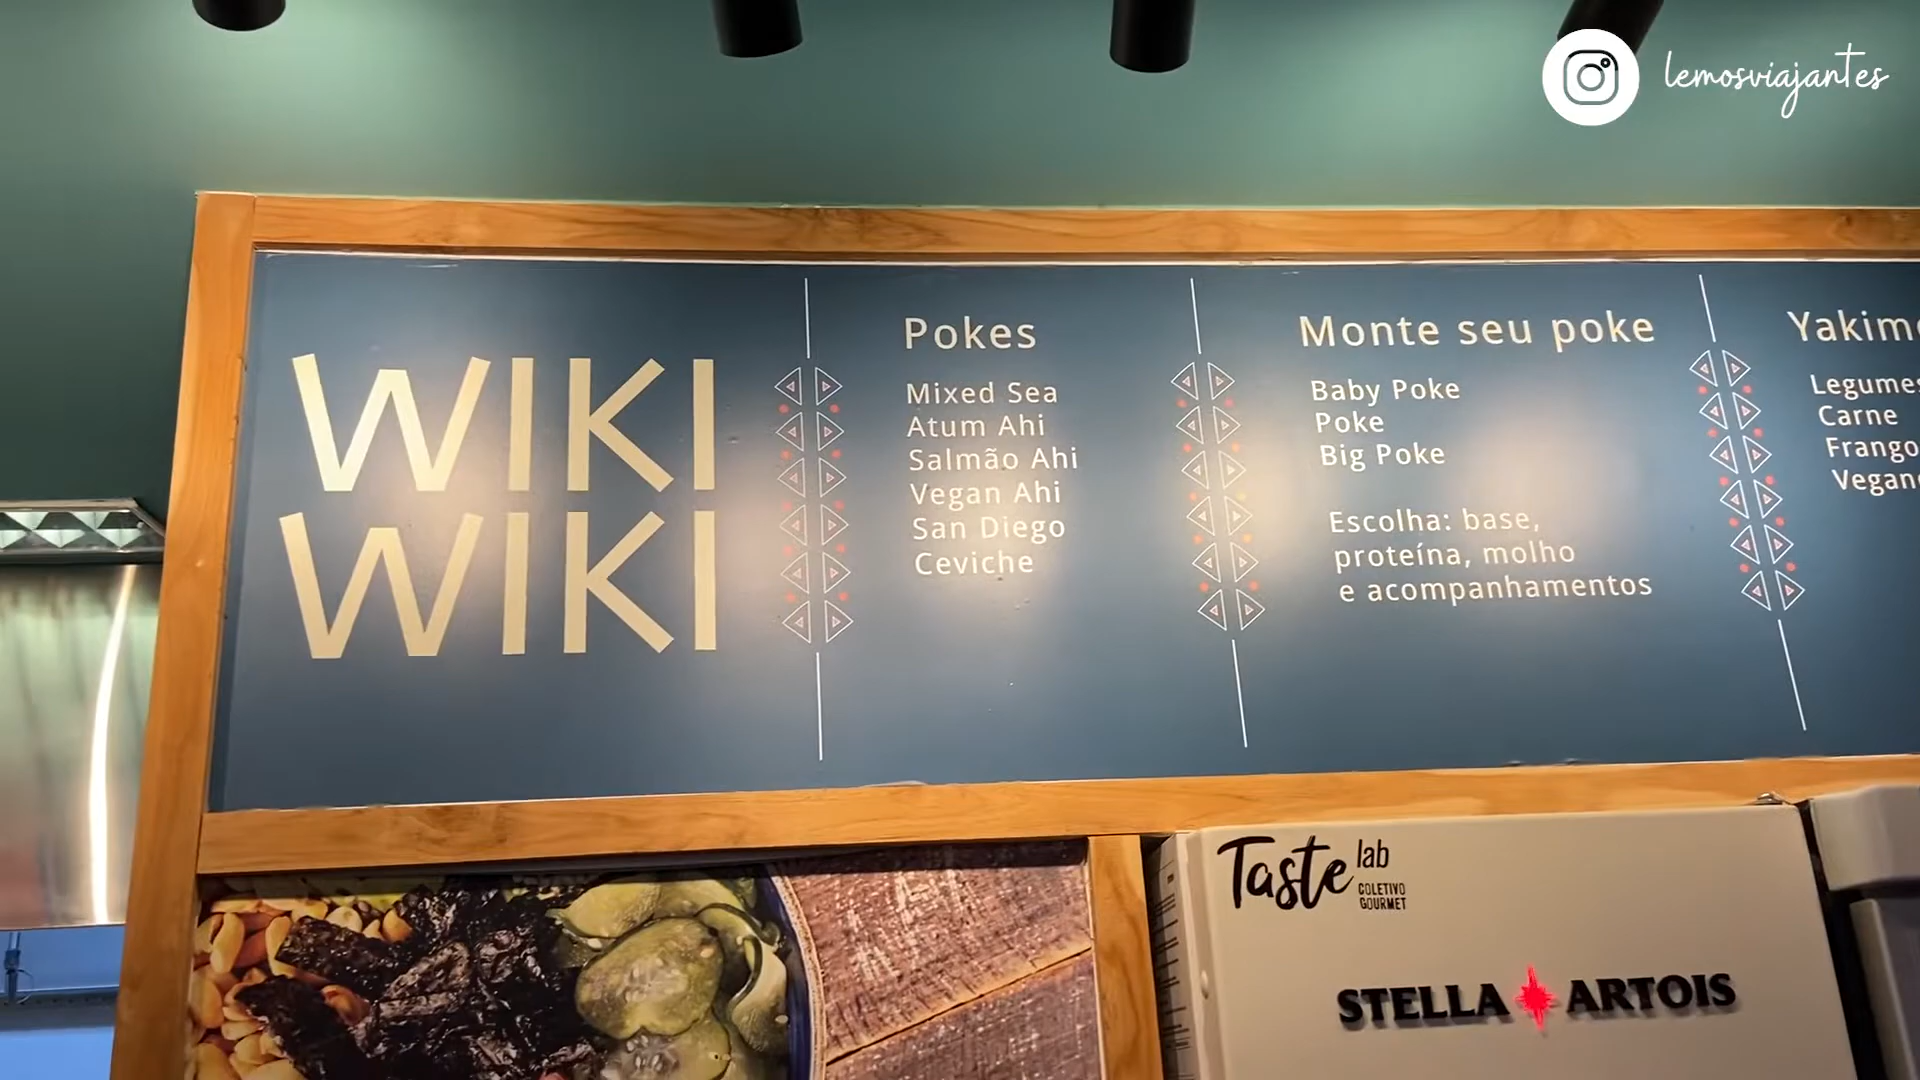 lemosviajantes
WIKI
WIKI
Pokes
Mixed Sea
Atum Ahi
Salmão Ahi
Vegan Ahi
San Diego
Ceviche
Monte seu poke
Baby Poke
Poke
Big Poke
Escolha: base,
proteína, molho
e acompanhamentos
Legumes
Carne
Frango
Taste lab
COLETIVO
GOURMET
STELLA ARTOIS